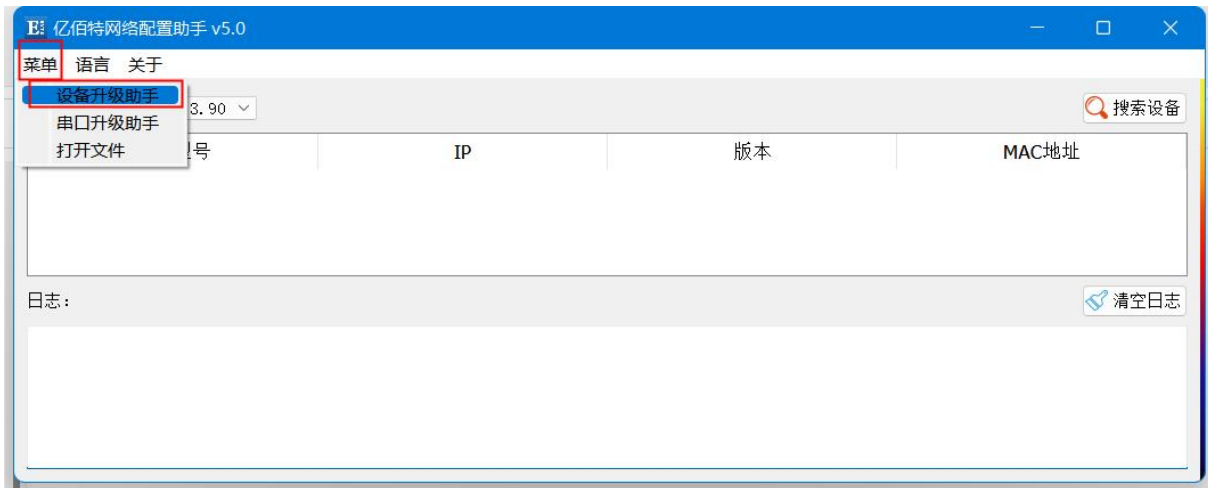 亿佰特网络配置助手 v5.0
菜单 语言 关于
设备升级助手
3.90
搜索设备
串口升级助手
打开文件
号 IP 版本 MAC地址
日志：
清空日志